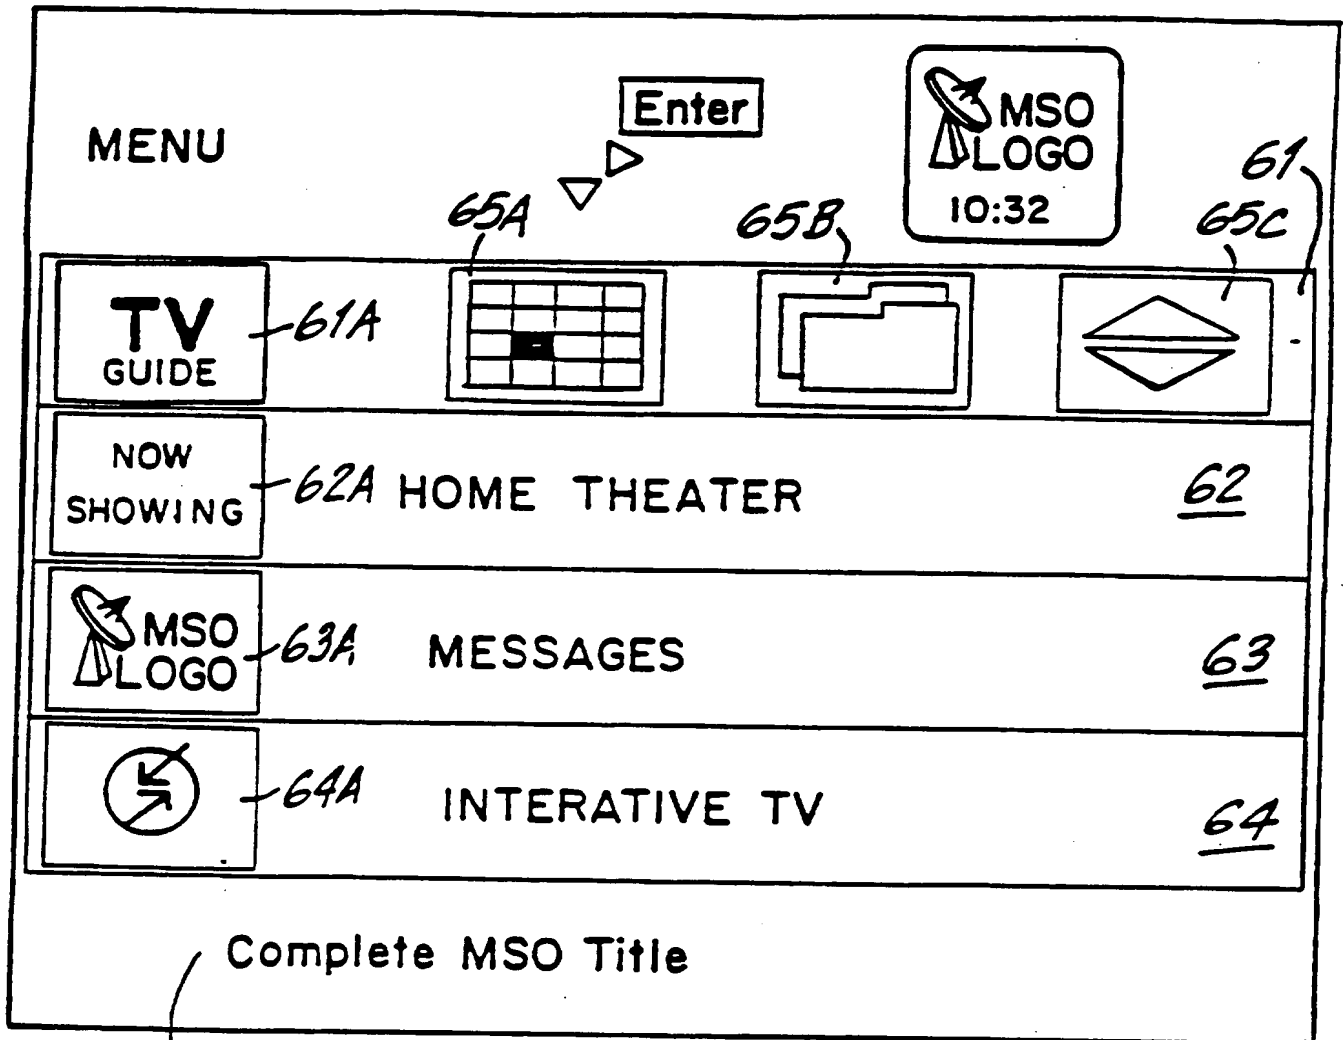 MENU
Enter
MSO
LOGO
10:32
61
65A
65B
65C
TV
GUIDE
61A
NOW
SHOWING
62A
HOME THEATER
62
MSO
LOGO
63A
MESSAGES
63
64A
INTERATIVE TV
64
Complete MSO Title